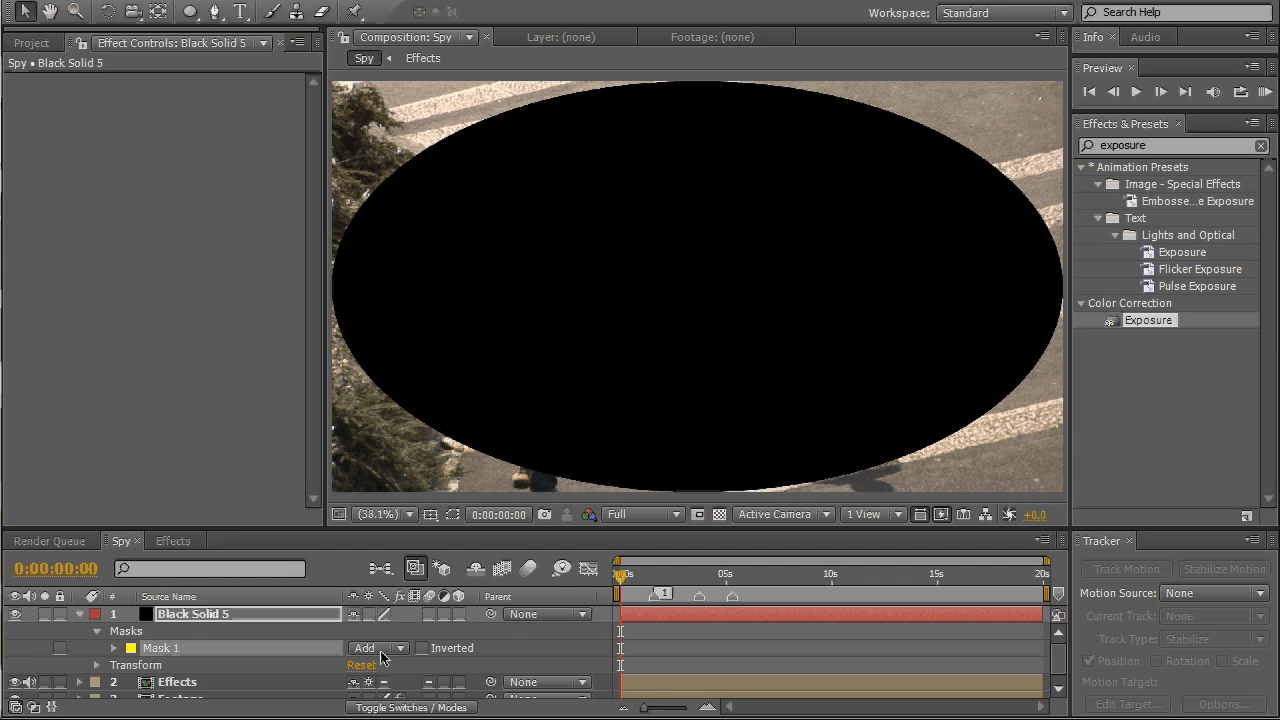 Workspace: Standard Search Help
Project Effect Controls: Black Solid 5
Composition: Spy Layer: (none) Footage: (none)
Info Audio
Spy • Black Solid 5
Spy Effects
Preview
Effects & Presets
exposure
* Animation Presets
Image - Special Effects
Embosse...e Exposure
Text
Lights and Optical
Exposure
Flicker Exposure
Pulse Exposure
Color Correction
Exposure
(38.1%) 0:00:00:00 Full Active Camera 1 View +0.0
Render Queue Spy Effects
Tracker
0:00:00:00
Track Motion Stabilize Motion
:00s 05s 10s 15s 20s
# Source Name Parent
1
Motion Source: None
1 Black Solid 5 None
Current Track: None
Masks
Track Type: Stabilize
Mask 1 Add Inverted
Position Rotation Scale
Transform Reset
Motion Target:
2 Effects None
Edit Target... Options...
Toggle Switches / Modes